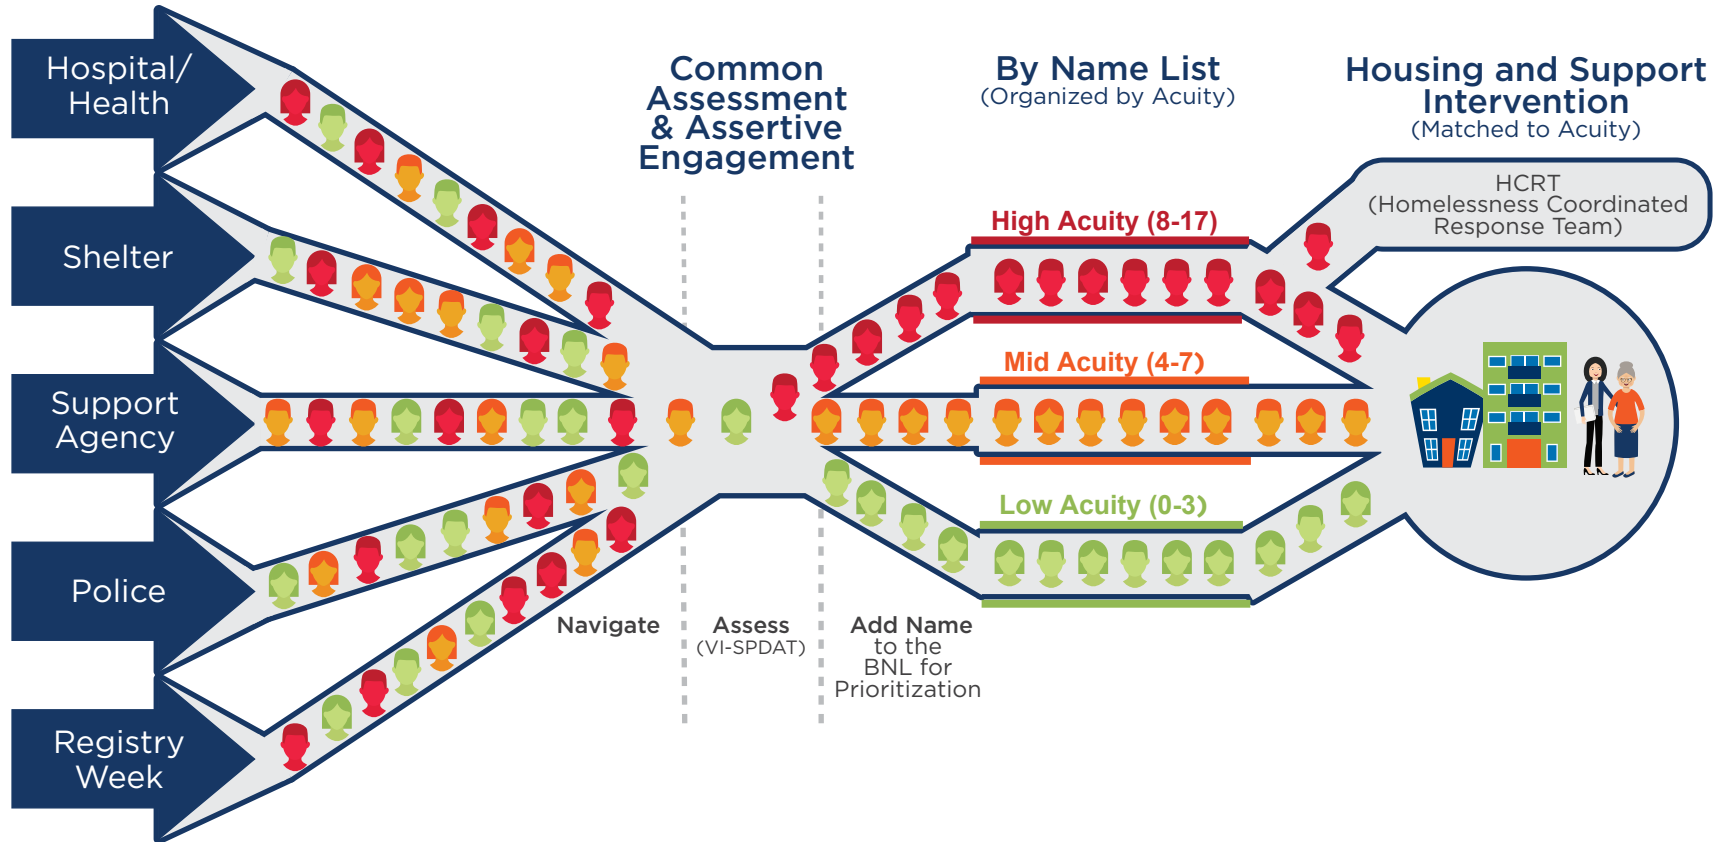 Hospital/
Health
Shelter
Support
Agency
Police
Registry
Week
Common
Assessment
& Assertive
Engagement
Navigate
Assess
(VI-SPDAT)
Add Name
to the
BNL for
Prioritization
By Name List
(Organized by Acuity)
High Acuity (8-17)
Mid Acuity (4-7)
Low Acuity (0-3)
Housing and Support
Intervention
(Matched to Acuity)
HCRT
(Homelessness Coordinated
Response Team)